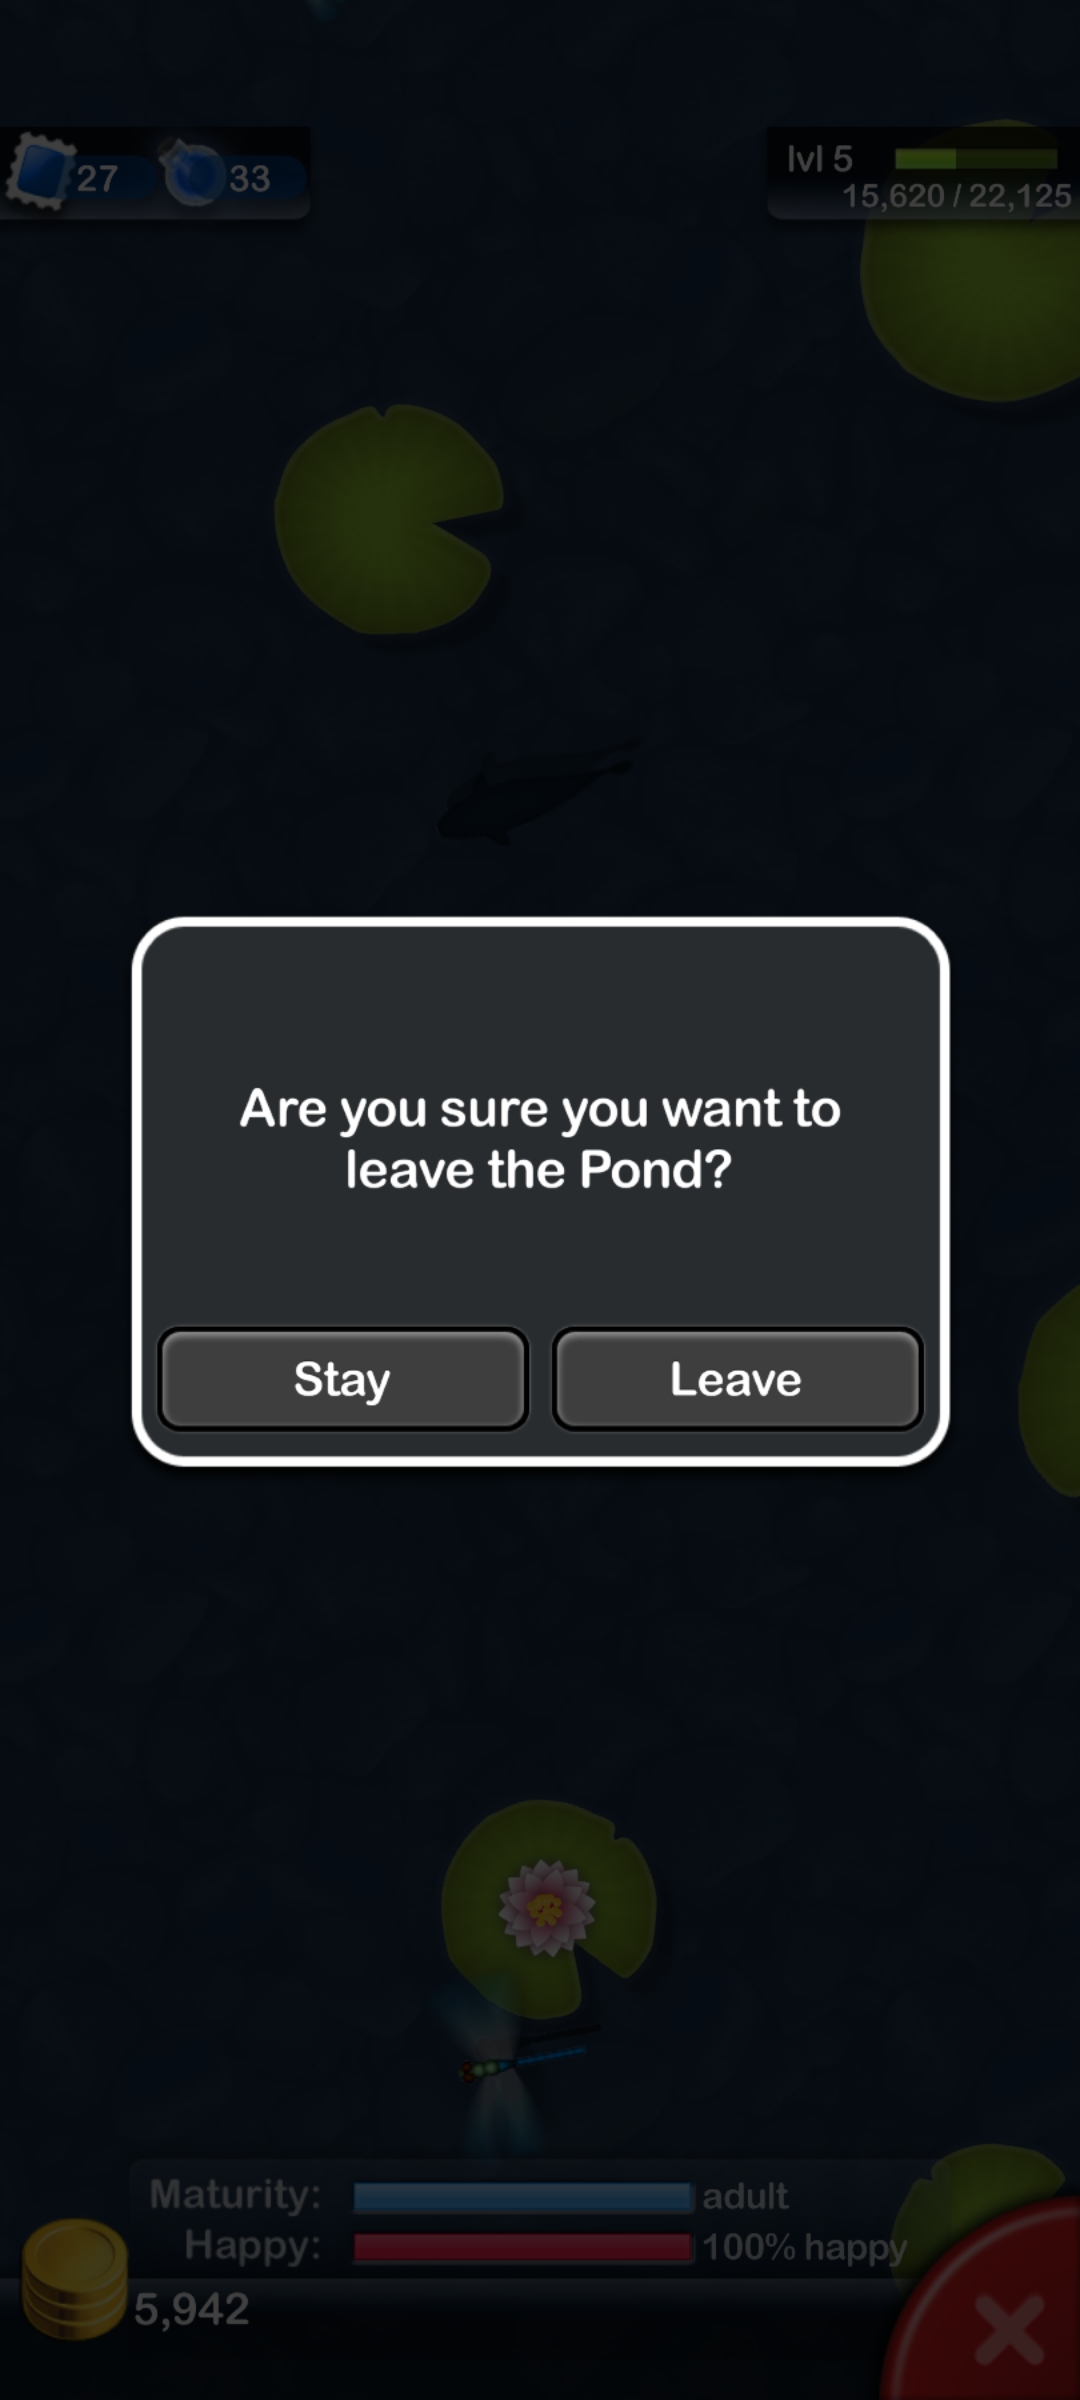 27
33
lvl 5
15,620 / 22,125
Are you sure you want to
leave the Pond?
Stay
Leave
Maturity:
adult
Happy:
100% happy
5,942